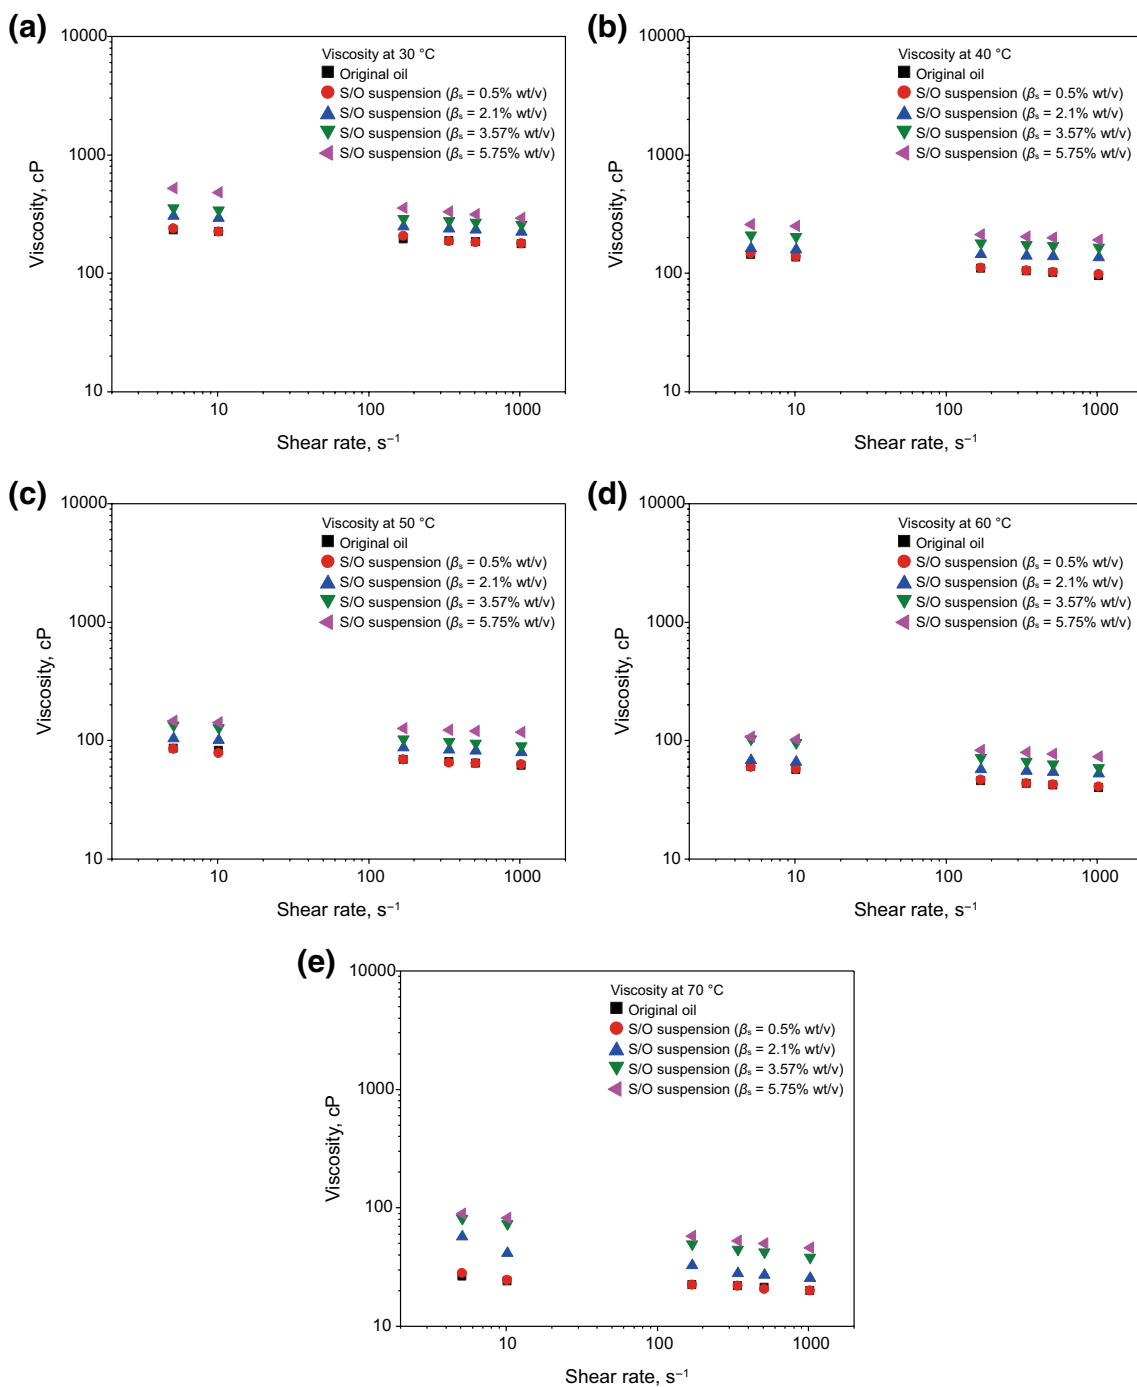 (a)
10000
1000
100
10
Viscosity, cP
Viscosity at 30 °C
Original oil
S/O suspension (βs = 0.5% wt/v)
S/O suspension (βs = 2.1% wt/v)
S/O suspension (βs = 3.57% wt/v)
S/O suspension (βs = 5.75% wt/v)
10 100 1000
Shear rate, s⁻¹
(b)
10000
1000
100
10
Viscosity, cP
Viscosity at 40 °C
Original oil
S/O suspension (βs = 0.5% wt/v)
S/O suspension (βs = 2.1% wt/v)
S/O suspension (βs = 3.57% wt/v)
S/O suspension (βs = 5.75% wt/v)
10 100 1000
Shear rate, s⁻¹
(c)
10000
1000
100
10
Viscosity, cP
Viscosity at 50 °C
Original oil
S/O suspension (βs = 0.5% wt/v)
S/O suspension (βs = 2.1% wt/v)
S/O suspension (βs = 3.57% wt/v)
S/O suspension (βs = 5.75% wt/v)
10 100 1000
Shear rate, s⁻¹
(d)
10000
1000
100
10
Viscosity, cP
Viscosity at 60 °C
Original oil
S/O suspension (βs = 0.5% wt/v)
S/O suspension (βs = 2.1% wt/v)
S/O suspension (βs = 3.57% wt/v)
S/O suspension (βs = 5.75% wt/v)
10 100 1000
Shear rate, s⁻¹
(e)
10000
1000
100
10
Viscosity, cP
Viscosity at 70 °C
Original oil
S/O suspension (βs = 0.5% wt/v)
S/O suspension (βs = 2.1% wt/v)
S/O suspension (βs = 3.57% wt/v)
S/O suspension (βs = 5.75% wt/v)
10 100 1000
Shear rate, s⁻¹